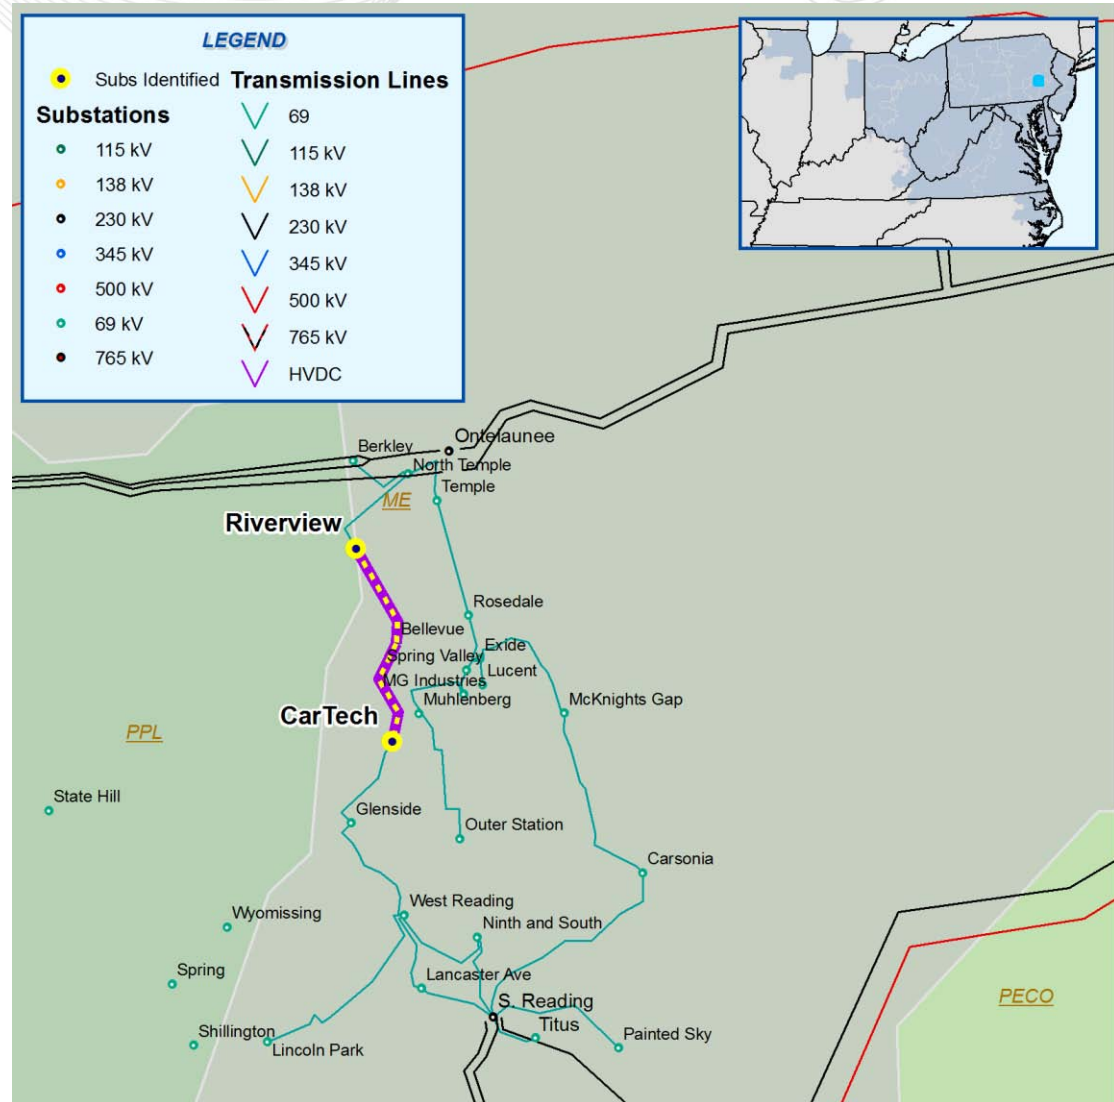 LEGEND
Subs Identified
Substations
115 kV
138 kV
230 kV
345 kV
500 kV
69 kV
765 kV
Transmission Lines
69
115 kV
138 kV
230 kV
345 kV
500 kV
765 kV
HVDC
Berkley
Ontelaunee
North Temple
Temple
ME
Riverview
Rosedale
Bellevue
Exide
Spring Valley
Lucent
MG Industries
Muhlenberg
McKnights Gap
CarTech
PPL
State Hill
Glenside
Outer Station
Carsonia
West Reading
Wyomissing
Ninth and South
Spring
Lancaster Ave
S. Reading
PECO
Titus
Shillington
Painted Sky
Lincoln Park